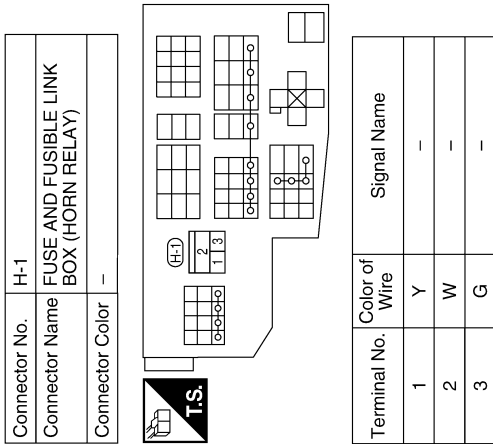 Connector No. H-1
Connector Name FUSE AND FUSIBLE LINK
BOX (HORN RELAY)
Connector Color –
H-1
2
1 3
T.S.
Terminal No. Color of Wire Signal Name
1 Y –
2 W –
3 G –